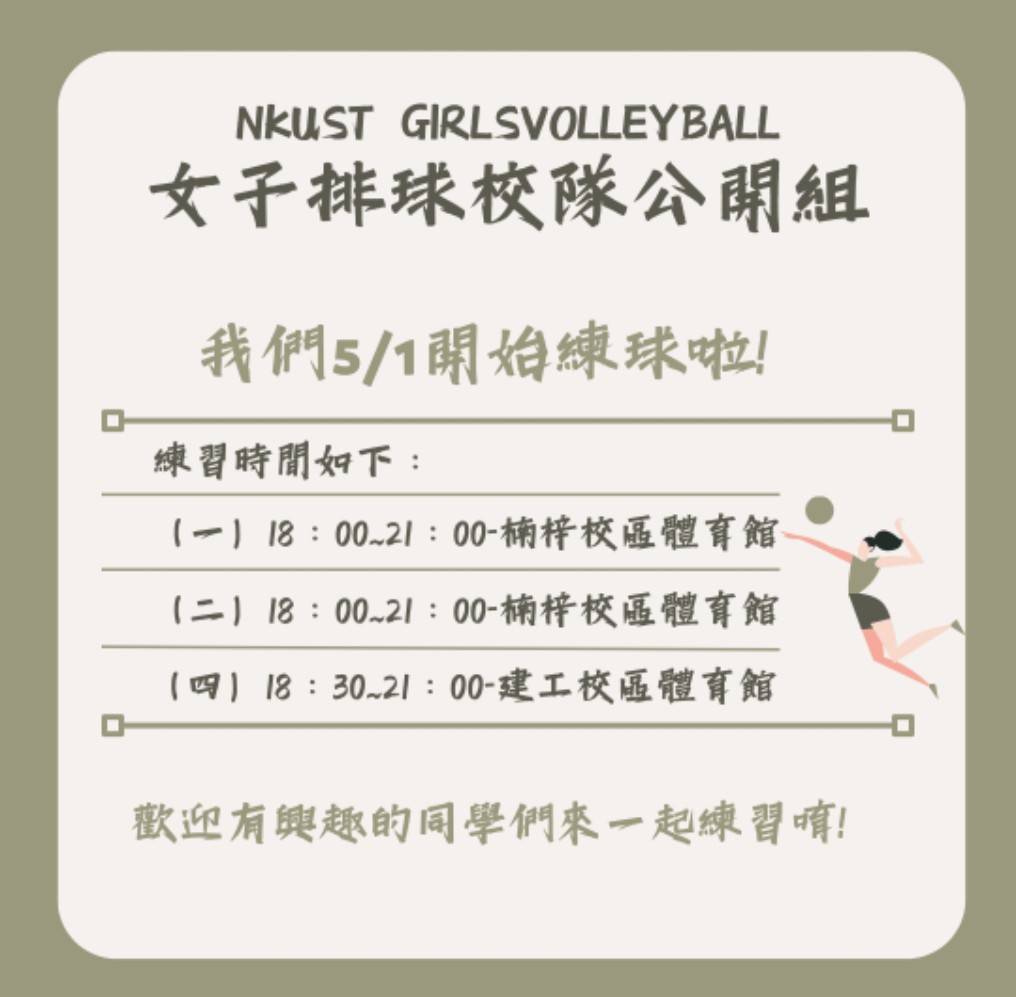 NKUST GIRLSVOLLEYBALL
女子排球校隊公開組
我們5/1開始練球啦!
練習時間如下：
（一）18：00~21：00-楠梓校區體育館
（二）18：00~21：00-楠梓校區體育館
（四）18：30~21：00-建工校區體育館
歡迎有興趣的同學們來一起練習唷!